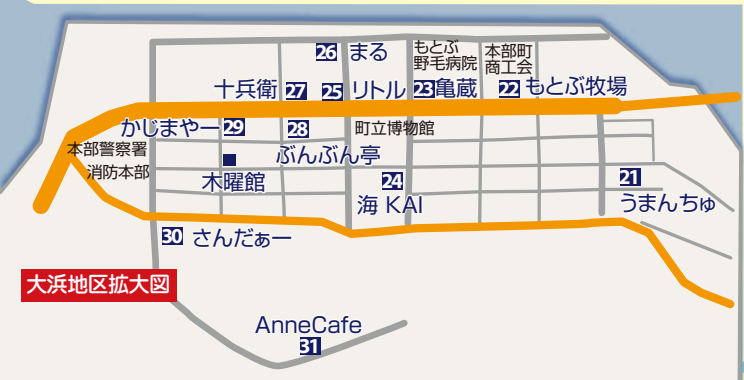 26 まる
もとぶ
野毛病院
本部町
商工会
十兵衛 27
25 リトル
23 亀蔵
22 もとぶ牧場
かじまやー 29
28
ぶんぶん亭
町立博物館
本部警察署
消防本部
木曜館
24
海 KAI
21
うまんちゅ
30 さんだぁー
大浜地区拡大図
AnneCafe
31